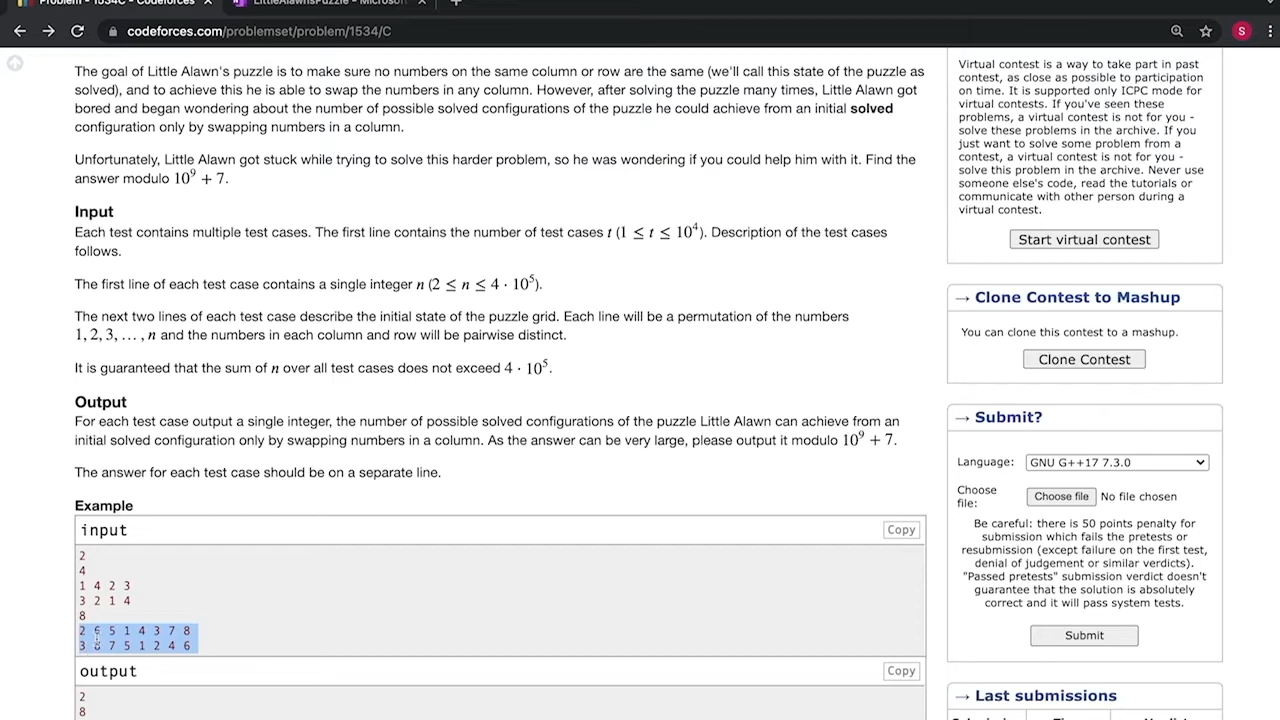 Problem - 1534C - Codeforces
LittleAlawnsPuzzle - Microsoft
codeforces.com/problemset/problem/1534/C
S
The goal of Little Alawn's puzzle is to make sure no numbers on the same column or row are the same (we'll call this state of the puzzle as
solved), and to achieve this he is able to swap the numbers in any column. However, after solving the puzzle many times, Little Alawn got
bored and began wondering about the number of possible solved configurations of the puzzle he could achieve from an initial solved
configuration only by swapping numbers in a column.
Unfortunately, Little Alawn got stuck while trying to solve this harder problem, so he was wondering if you could help him with it. Find the
answer modulo 10⁹ + 7.
Input
Each test contains multiple test cases. The first line contains the number of test cases t (1 ≤ t ≤ 10⁴). Description of the test cases
follows.
The first line of each test case contains a single integer n (2 ≤ n ≤ 4 · 10⁵).
The next two lines of each test case describe the initial state of the puzzle grid. Each line will be a permutation of the numbers
1, 2, 3, … , n and the numbers in each column and row will be pairwise distinct.
It is guaranteed that the sum of n over all test cases does not exceed 4 · 10⁵.
Output
For each test case output a single integer, the number of possible solved configurations of the puzzle Little Alawn can achieve from an
initial solved configuration only by swapping numbers in a column. As the answer can be very large, please output it modulo 10⁹ + 7.
The answer for each test case should be on a separate line.
Example
input
Copy
2
4
1 4 2 3
3 2 1 4
8
2 6 5 1 4 3 7 8
3 8 7 5 1 2 4 6
output
Copy
2
8
Virtual contest is a way to take part in past
contest, as close as possible to participation
on time. It is supported only ICPC mode for
virtual contests. If you've seen these
problems, a virtual contest is not for you -
solve these problems in the archive. If you
just want to solve some problem from a
contest, a virtual contest is not for you -
solve this problem in the archive. Never use
someone else's code, read the tutorials or
communicate with other person during a
virtual contest.
Start virtual contest
→ Clone Contest to Mashup
You can clone this contest to a mashup.
Clone Contest
→ Submit?
Language: GNU G++17 7.3.0
Choose
file:
Choose file No file chosen
Be careful: there is 50 points penalty for
submission which fails the pretests or
resubmission (except failure on the first test,
denial of judgement or similar verdicts).
"Passed pretests" submission verdict doesn't
guarantee that the solution is absolutely
correct and it will pass system tests.
Submit
→ Last submissions